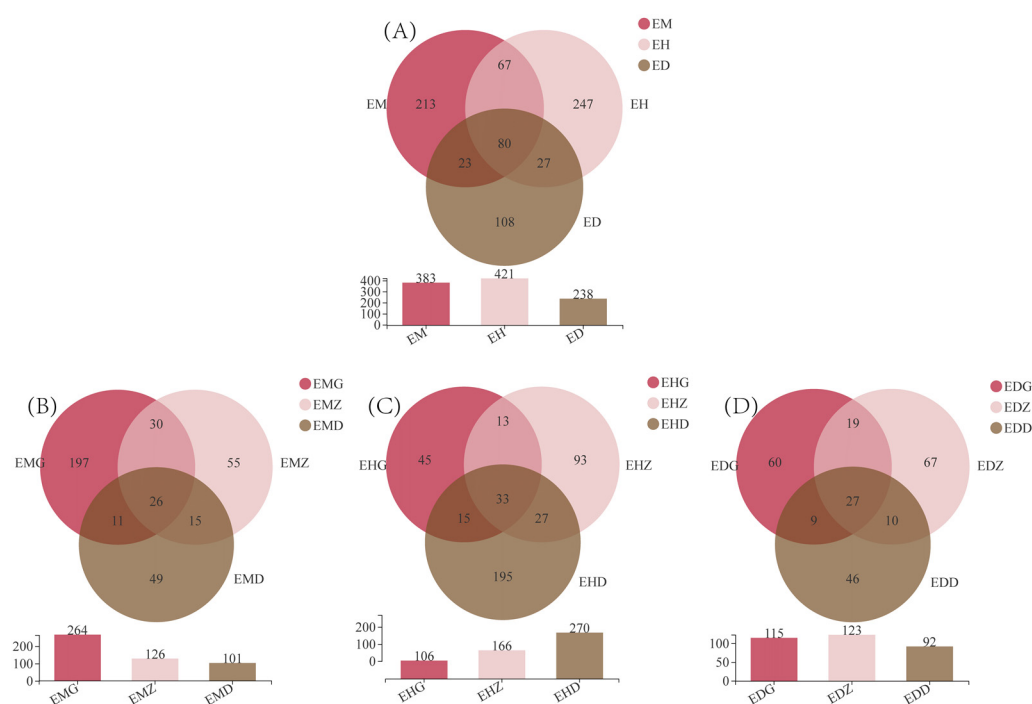 (A)
EM
EH
ED
67
EM
213
247
EH
80
23
27
108
ED
400
300
200
100
0
383
421
238
EM'
EH'
ED'
(B)
EMG
EMZ
EMD
30
EMG
197
55
EMZ
26
11
15
49
EMD
200
100
0
264
126
101
EMG'
EMZ'
EMD'
(C)
EHG
EHZ
EHD
13
EHG
45
93
EHZ
33
15
27
195
EHD
200
100
0
106
166
270
EHG'
EHZ'
EHD'
(D)
EDG
EDZ
EDD
19
EDG
60
67
EDZ
27
9
10
46
EDD
100
50
0
115
123
92
EDG'
EDZ'
EDD'